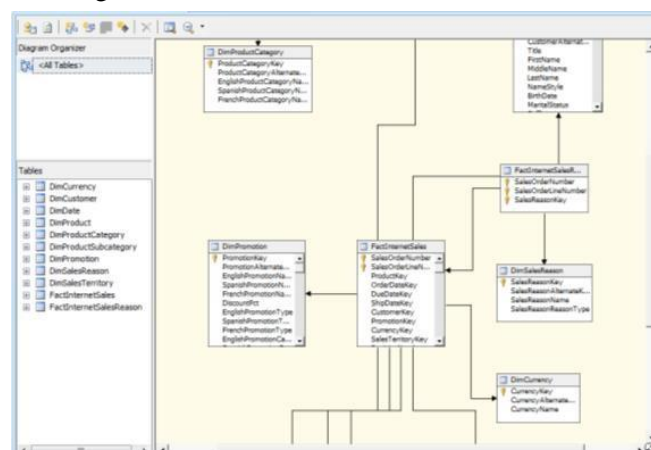 Diagram Organizer
<All Tables>
Tables
DimCurrency
DimCustomer
DimDate
DimProduct
DimProductCategory
DimProductSubcategory
DimPromotion
DimSalesReason
DimSalesTerritory
FactInternetSales
FactInternetSalesReason
DimProductCategory
ProductCategoryKey
ProductCategoryAlternate...
EnglishProductCategoryNa...
SpanishProductCategoryN...
FrenchProductCategoryNa...
CustomerAlternat...
Title
FirstName
MiddleName
LastName
NameStyle
BirthDate
MaritalStatus
FactInternetSalesR...
SalesOrderNumber
SalesOrderLineNumber
SalesReasonKey
DimPromotion
PromotionKey
PromotionAlternate...
EnglishPromotionNa...
SpanishPromotionN...
FrenchPromotionNa...
DiscountPct
EnglishPromotionType
SpanishPromotionT...
FrenchPromotionType
EnglishPromotionCa...
FactInternetSales
SalesOrderNumber
SalesOrderLineN...
ProductKey
OrderDateKey
DueDateKey
ShipDateKey
CustomerKey
PromotionKey
CurrencyKey
SalesTerritoryKey
DimSalesReason
SalesReasonKey
SalesReasonAlternateK...
SalesReasonName
SalesReasonReasonType
DimCurrency
CurrencyKey
CurrencyAlternate...
CurrencyName